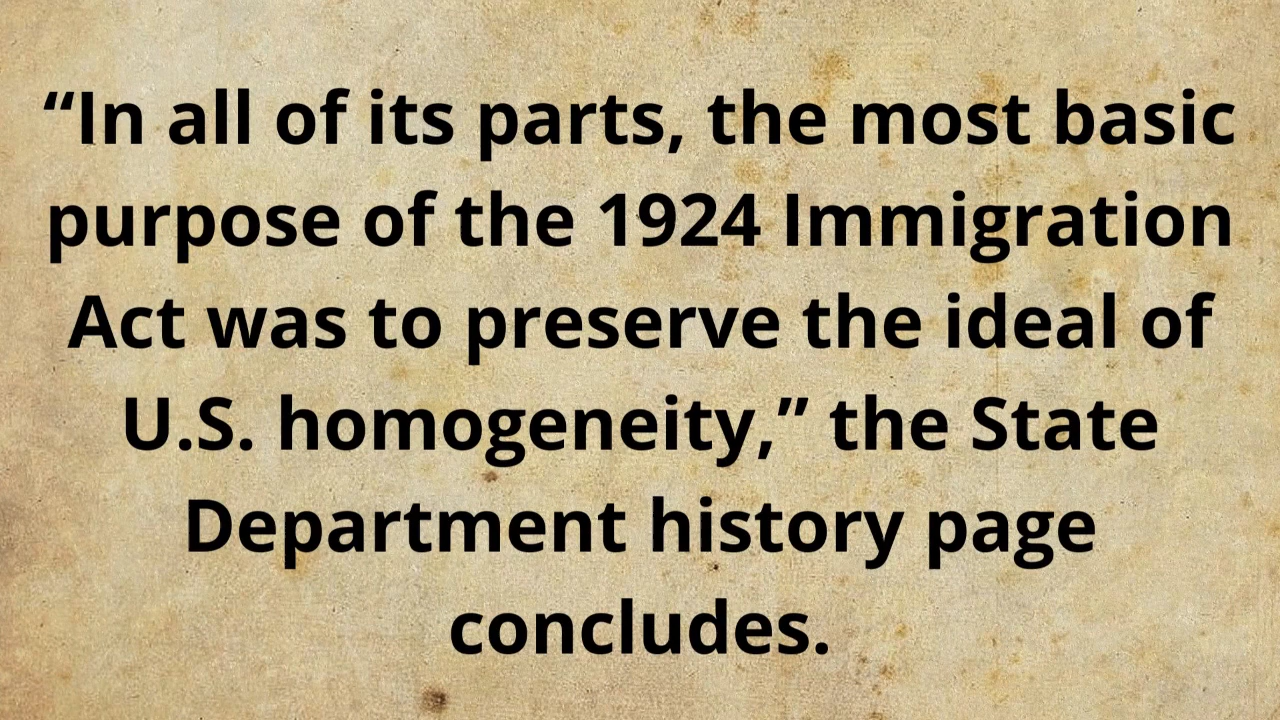 “In all of its parts, the most basic
purpose of the 1924 Immigration
Act was to preserve the ideal of
U.S. homogeneity,” the State
Department history page
concludes.